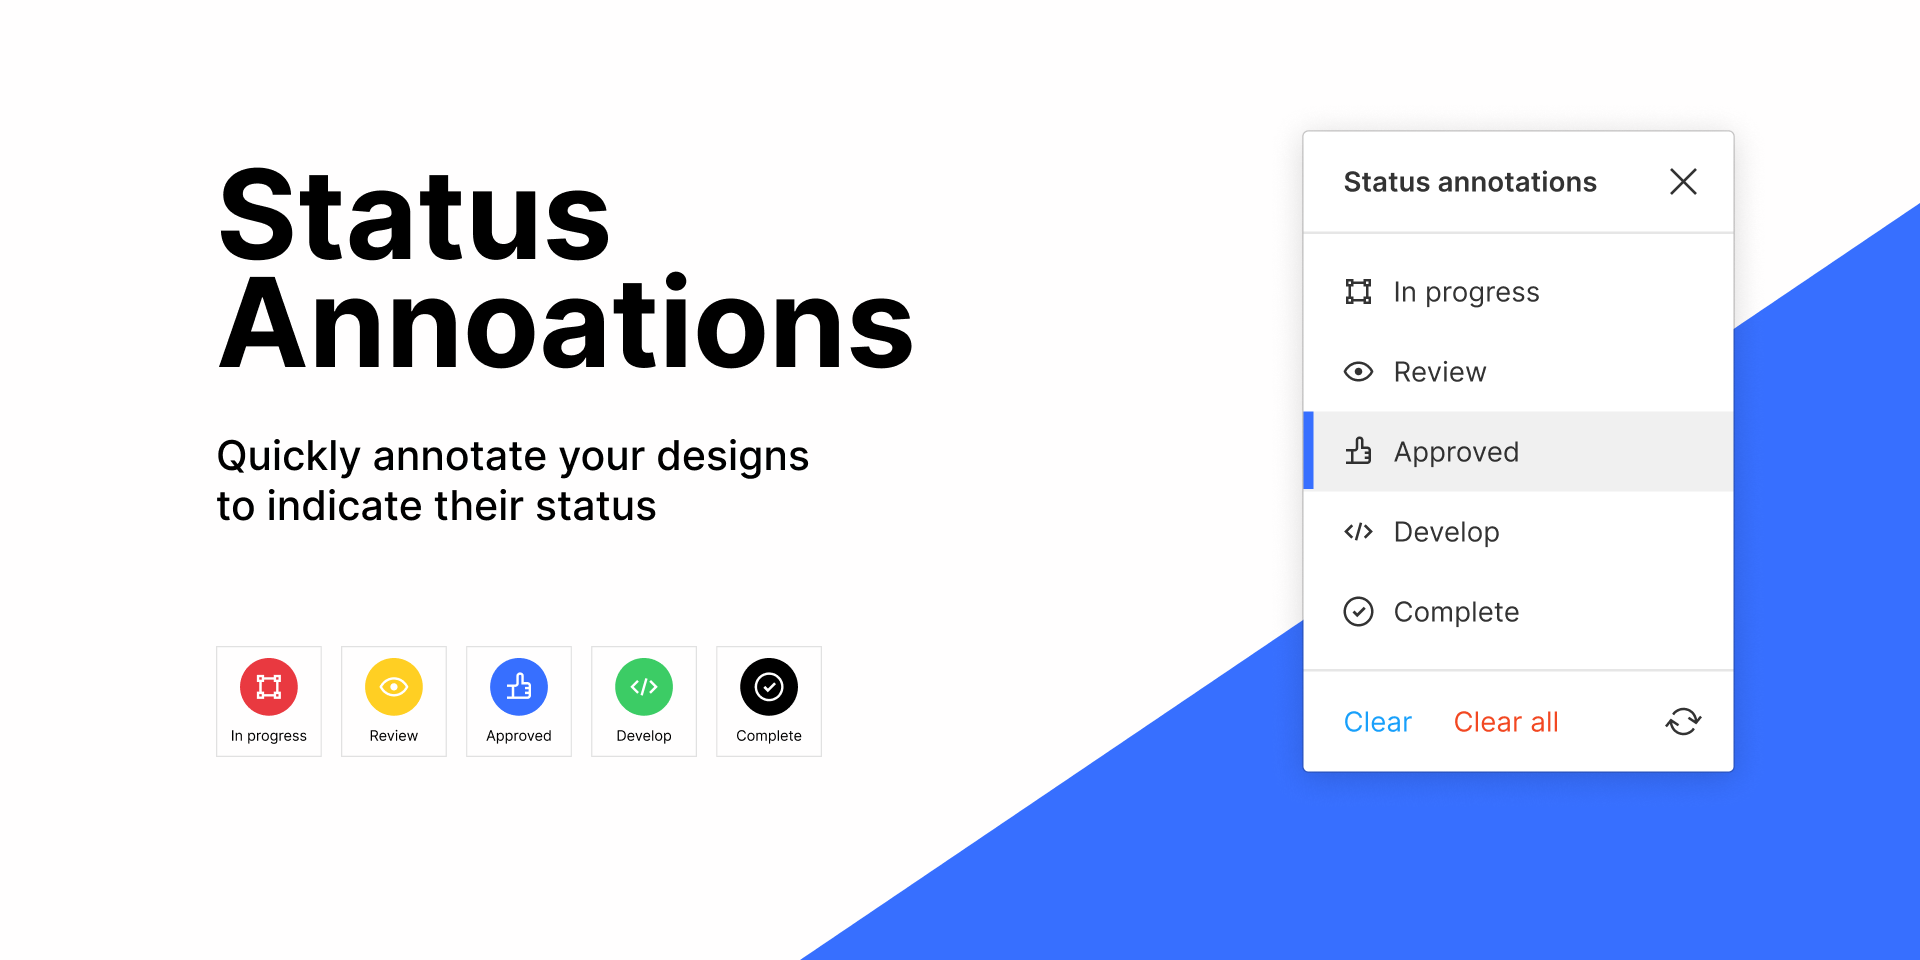 Status
Annoations
Quickly annotate your designs
to indicate their status
In progress
Review
Approved
Develop
Complete
Status annotations
In progress
Review
Approved
Develop
Complete
Clear
Clear all